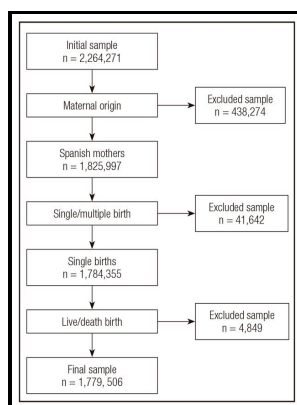 Initial sample
n = 2,264,271
Maternal origin
Excluded sample
n = 438,274
Spanish mothers
n = 1,825,997
Single/multiple birth
Excluded sample
n = 41,642
Single births
n = 1,784,355
Live/death birth
Excluded sample
n = 4,849
Final sample
n = 1,779, 506